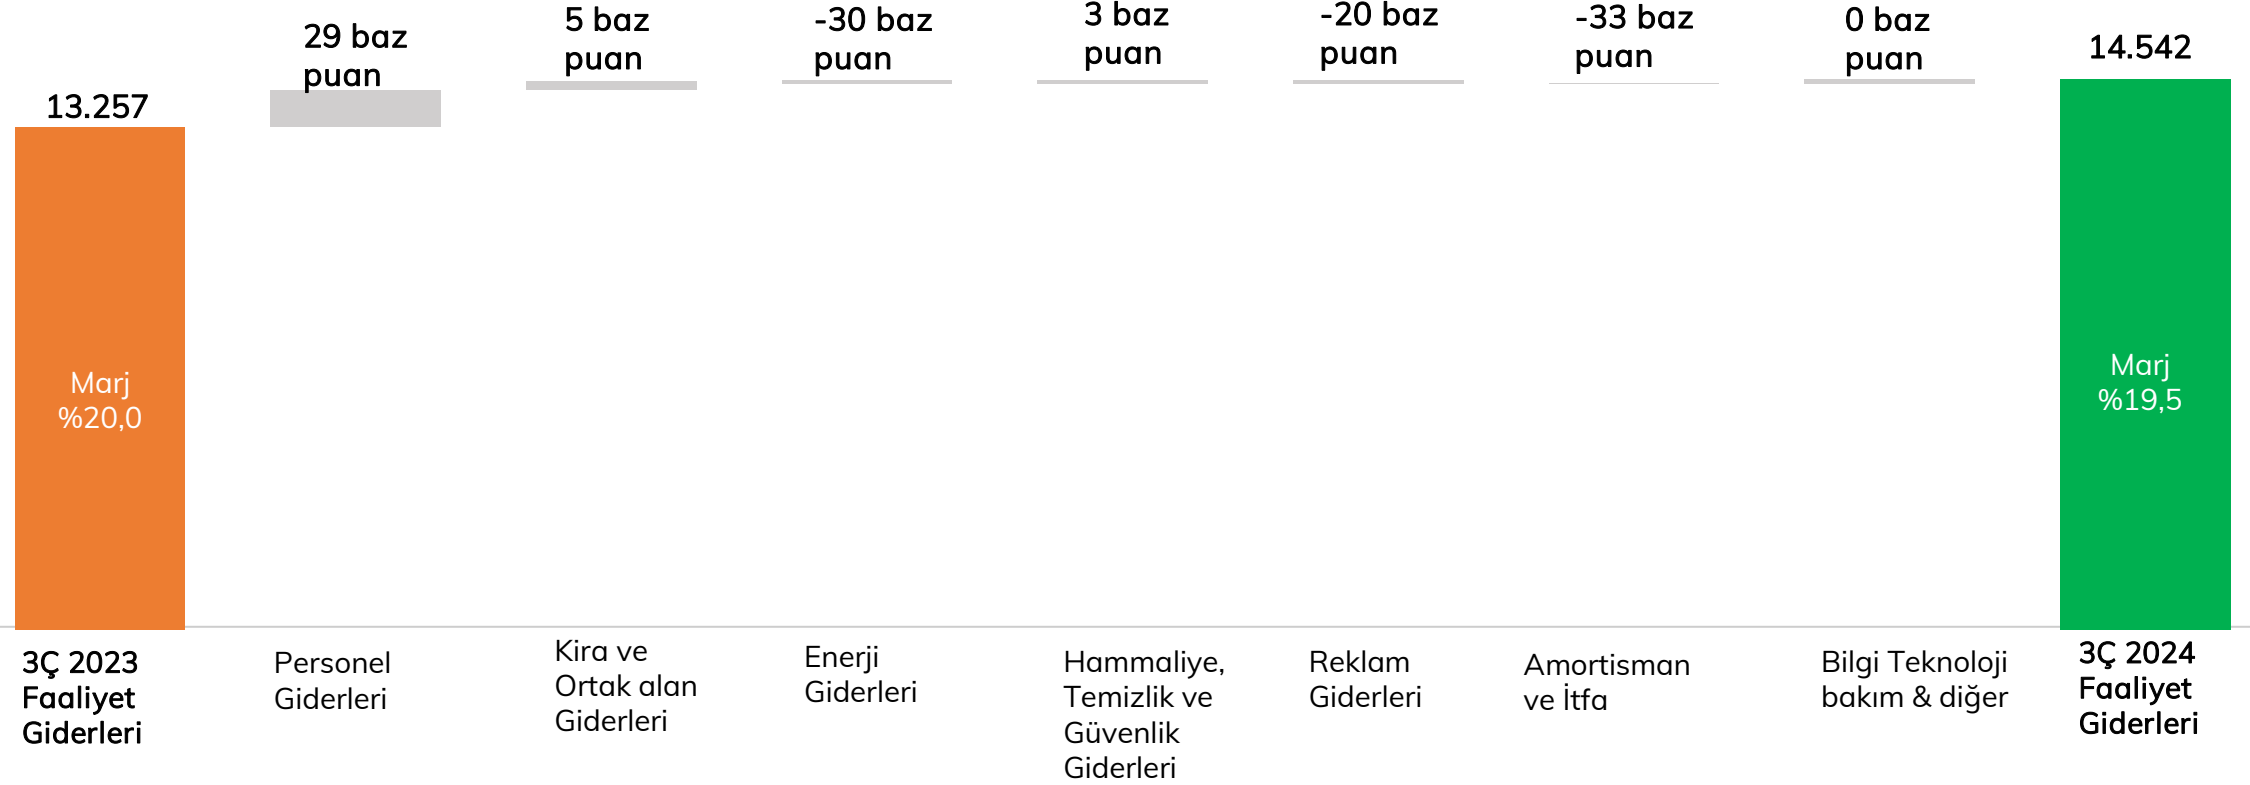 13.257
29 baz
puan
5 baz
puan
-30 baz
puan
3 baz
puan
-20 baz
puan
-33 baz
puan
0 baz
puan
14.542
Marj
%20,0
Marj
%19,5
3Ç 2023
Faaliyet
Giderleri
Personel
Giderleri
Kira ve
Ortak alan
Giderleri
Enerji
Giderleri
Hammaliye,
Temizlik ve
Güvenlik
Giderleri
Reklam
Giderleri
Amortisman
ve İtfa
Bilgi Teknoloji
bakım & diğer
3Ç 2024
Faaliyet
Giderleri